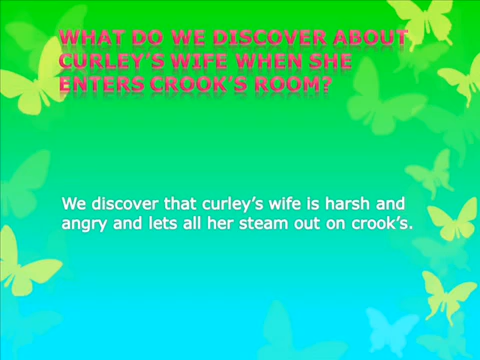 WHAT DO WE DISCOVER ABOUT
CURLEY'S WIFE WHEN SHE
ENTERS CROOK'S ROOM?
We discover that curley's wife is harsh and
angry and lets all her steam out on crook's.